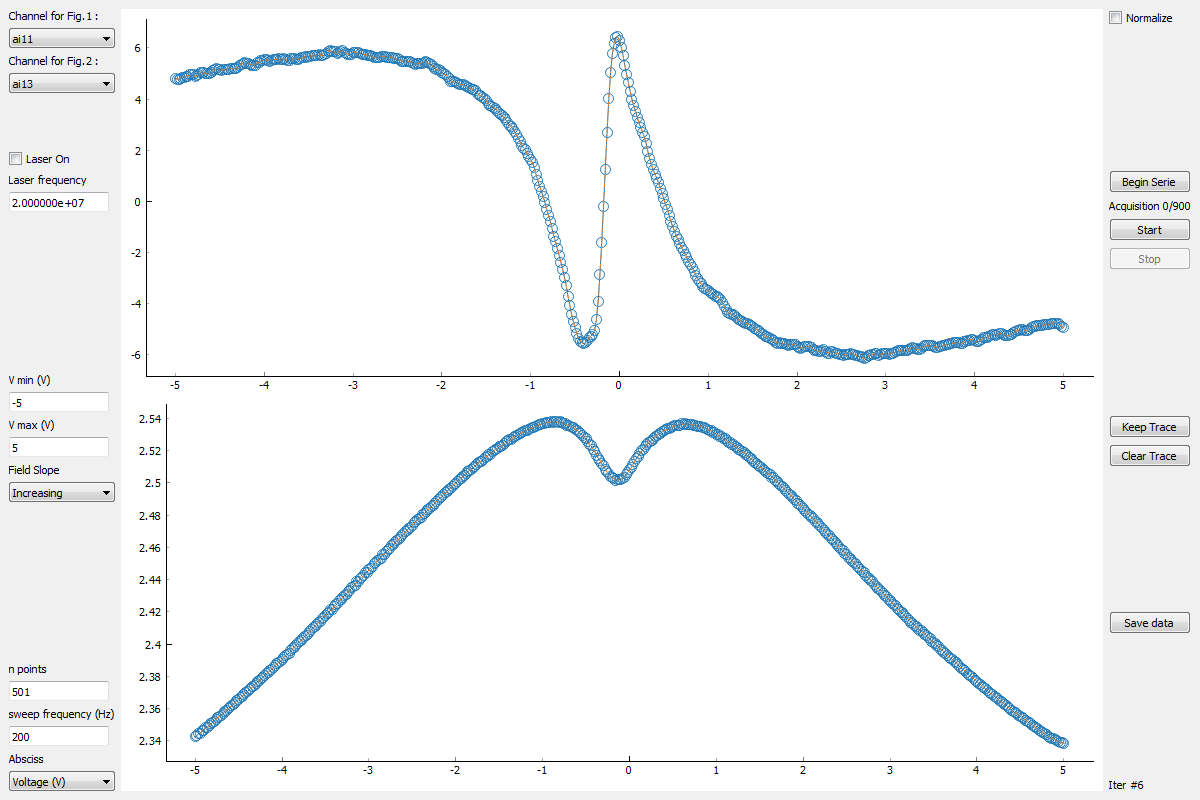 Channel for Fig.1 :
ai11
Channel for Fig.2 :
ai13
Laser On
Laser frequency
2.000000e+07
V min (V)
-5
V max (V)
5
Field Slope
Increasing
n points
501
sweep frequency (Hz)
200
Absciss
Voltage (V)
6
4
2
0
-2
-4
-6
-5 -4 -3 -2 -1 0 1 2 3 4 5
2.54
2.52
2.5
2.48
2.46
2.44
2.42
2.4
2.38
2.36
2.34
-5 -4 -3 -2 -1 0 1 2 3 4 5
Normalize
Begin Serie
Acquisition 0/900
Start
Stop
Keep Trace
Clear Trace
Save data
Iter #6